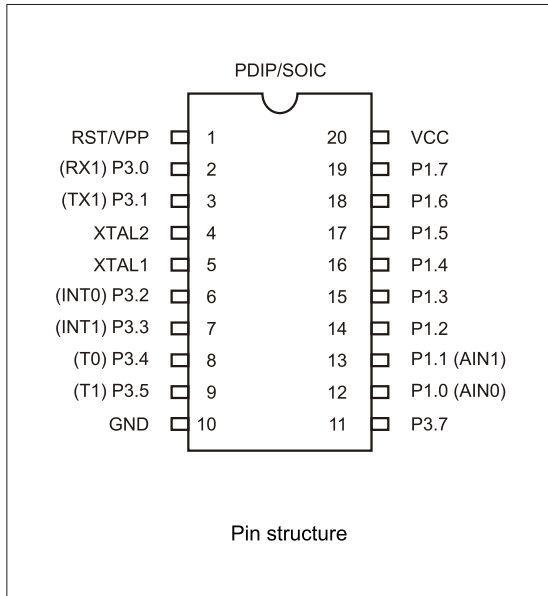 PDIP/SOIC
RST/VPP 1 20 VCC
(RX1) P3.0 2 19 P1.7
(TX1) P3.1 3 18 P1.6
XTAL2 4 17 P1.5
XTAL1 5 16 P1.4
(INT0) P3.2 6 15 P1.3
(INT1) P3.3 7 14 P1.2
(T0) P3.4 8 13 P1.1 (AIN1)
(T1) P3.5 9 12 P1.0 (AIN0)
GND 10 11 P3.7
Pin structure